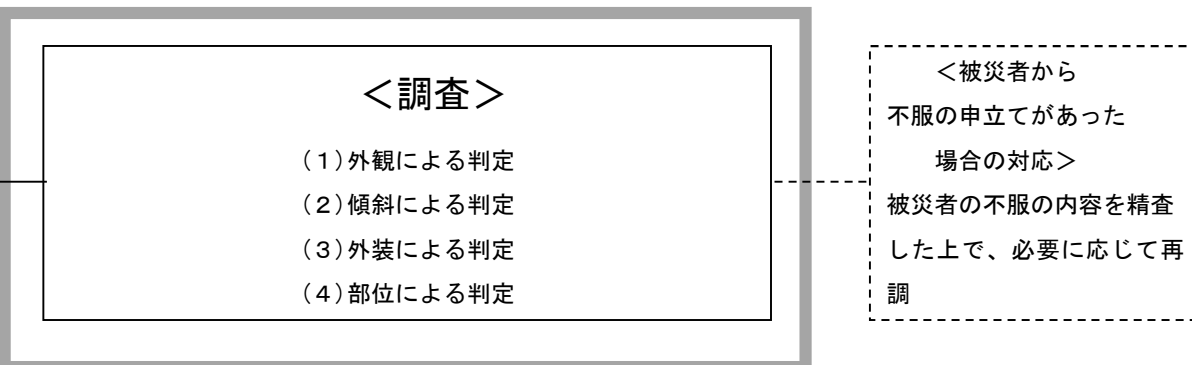 ＜調査＞
（１）外観による判定
（２）傾斜による判定
（３）外装による判定
（４）部位による判定
＜被災者から
不服の申立てがあった
場合の対応＞
被災者の不服の内容を精査
した上で、必要に応じて再
調